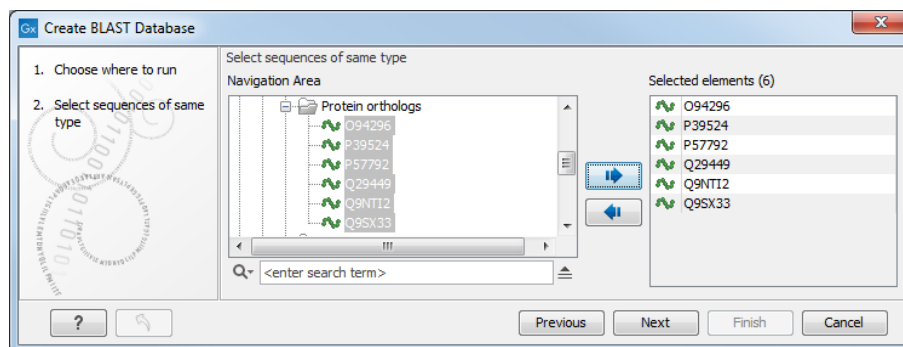 Gx Create BLAST Database
1. Choose where to run
2. Select sequences of same
type
Select sequences of same type
Navigation Area
Protein orthologs
O94296
P39524
P57792
Q29449
Q9NTI2
Q9SX33
<enter search term>
Selected elements (6)
O94296
P39524
P57792
Q29449
Q9NTI2
Q9SX33
?
Previous
Next
Finish
Cancel